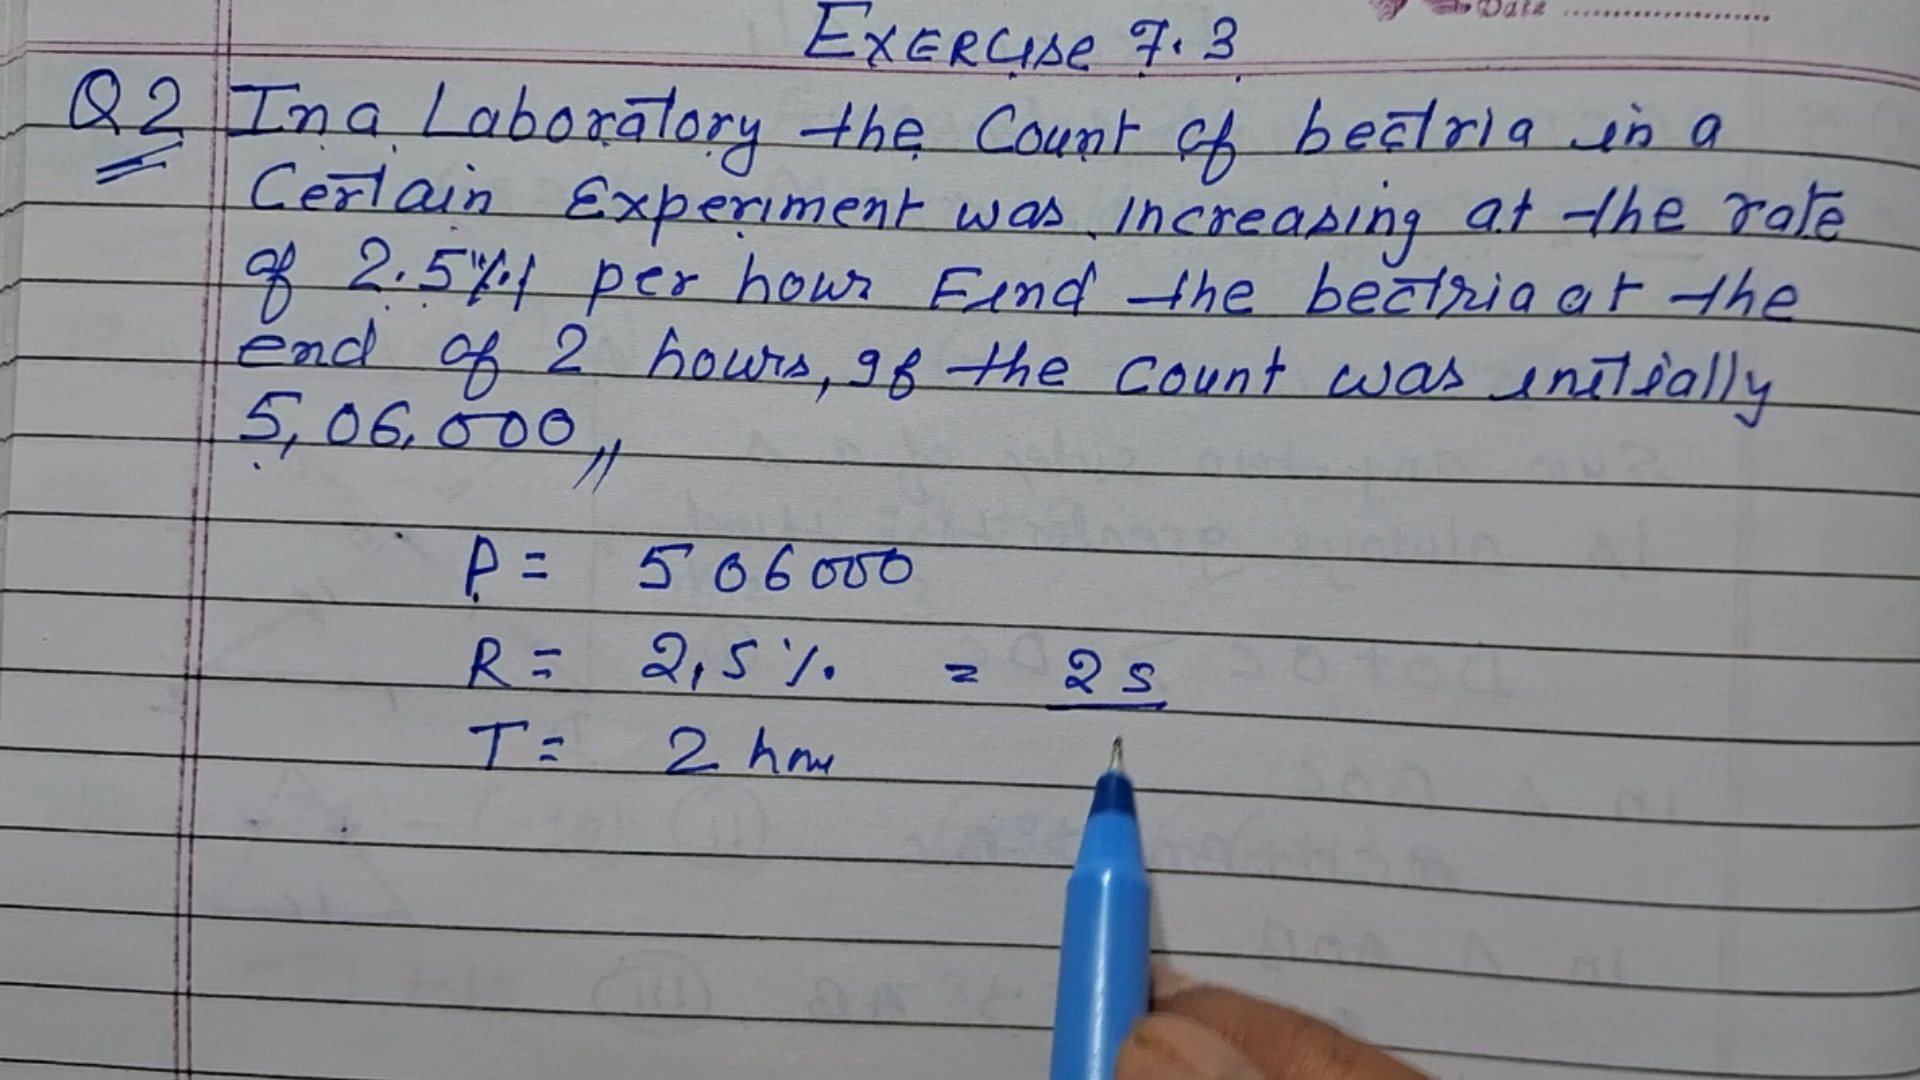 Date
EXERCISE 7.3
Q2 In a Laboratory the Count of bectria in a
Certain Experiment was increasing at the rate
of 2.5% per hour Find the bectria at the
end of 2 hours, If the count was initially
5,06,000
P = 506000
R = 2.5% = 25
T = 2 hour